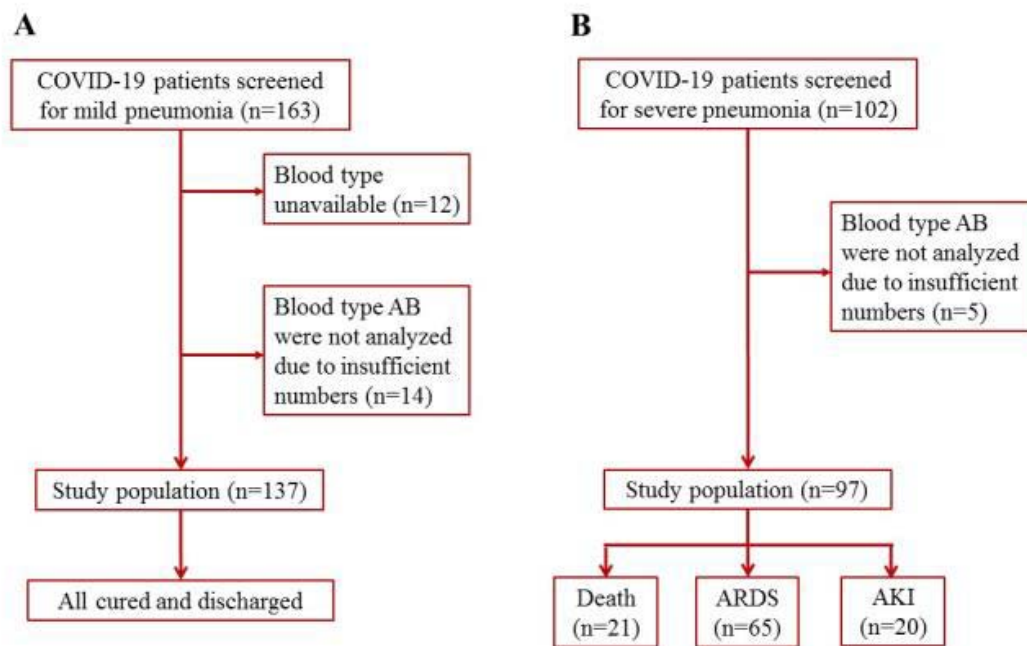 A
COVID-19 patients screened
for mild pneumonia (n=163)
Blood type
unavailable (n=12)
Blood type AB
were not analyzed
due to insufficient
numbers (n=14)
Study population (n=137)
All cured and discharged
B
COVID-19 patients screened
for severe pneumonia (n=102)
Blood type AB
were not analyzed
due to insufficient
numbers (n=5)
Study population (n=97)
Death
(n=21)
ARDS
(n=65)
AKI
(n=20)